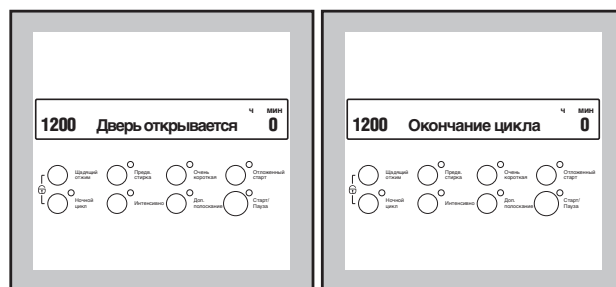 ч мин
1200 Дверь открывается 0
Щадящий отжим
Предв. стирка
Очень короткая
Отложенный старт
Ночной цикл
Интенсивно
Доп. полоскание
Старт/ Пауза
ч мин
1200 Окончание цикла 0
Щадящий отжим
Предв. стирка
Очень короткая
Отложенный старт
Ночной цикл
Интенсивно
Доп. полоскание
Старт/ Пауза